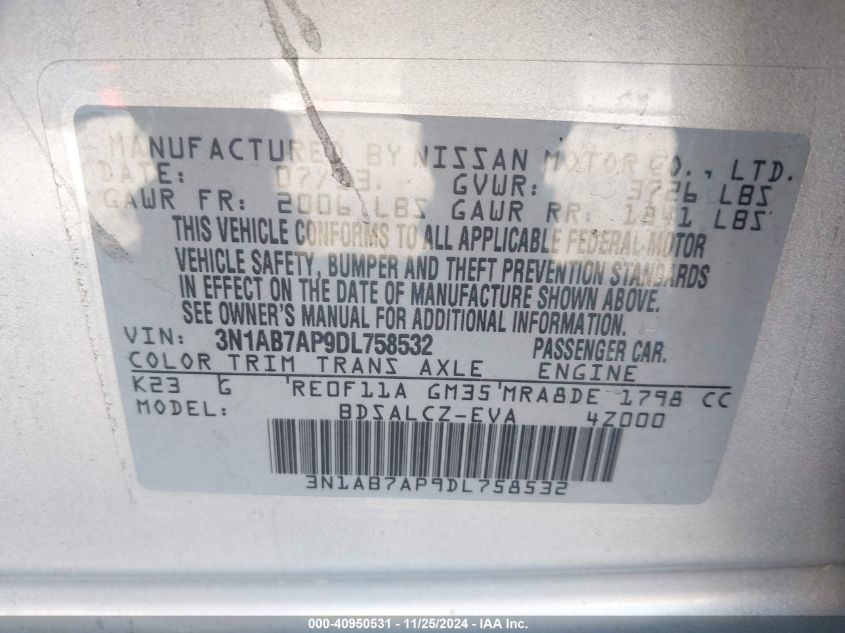 MANUFACTURED BY NISSAN MOTOR CO., LTD.
DATE: 07/13. GVWR: 3726 LBS
GAWR FR: 2006 LBS GAWR RR: 1841 LBS
THIS VEHICLE CONFORMS TO ALL APPLICABLE FEDERAL MOTOR
VEHICLE SAFETY, BUMPER AND THEFT PREVENTION STANDARDS
IN EFFECT ON THE DATE OF MANUFACTURE SHOWN ABOVE.
SEE OWNER'S MANUAL FOR ADDITIONAL INFORMATION.
VIN: 3N1AB7AP9DL758532 PASSENGER CAR.
COLOR TRIM TRANS AXLE ENGINE
K23 G RE0F11A GM35 MRA8DE 1798 CC
MODEL: BDSALCZ-EVA 4Z000
3N1AB7AP9DL758532
000-40950531 - 11/25/2024 - IAA Inc.